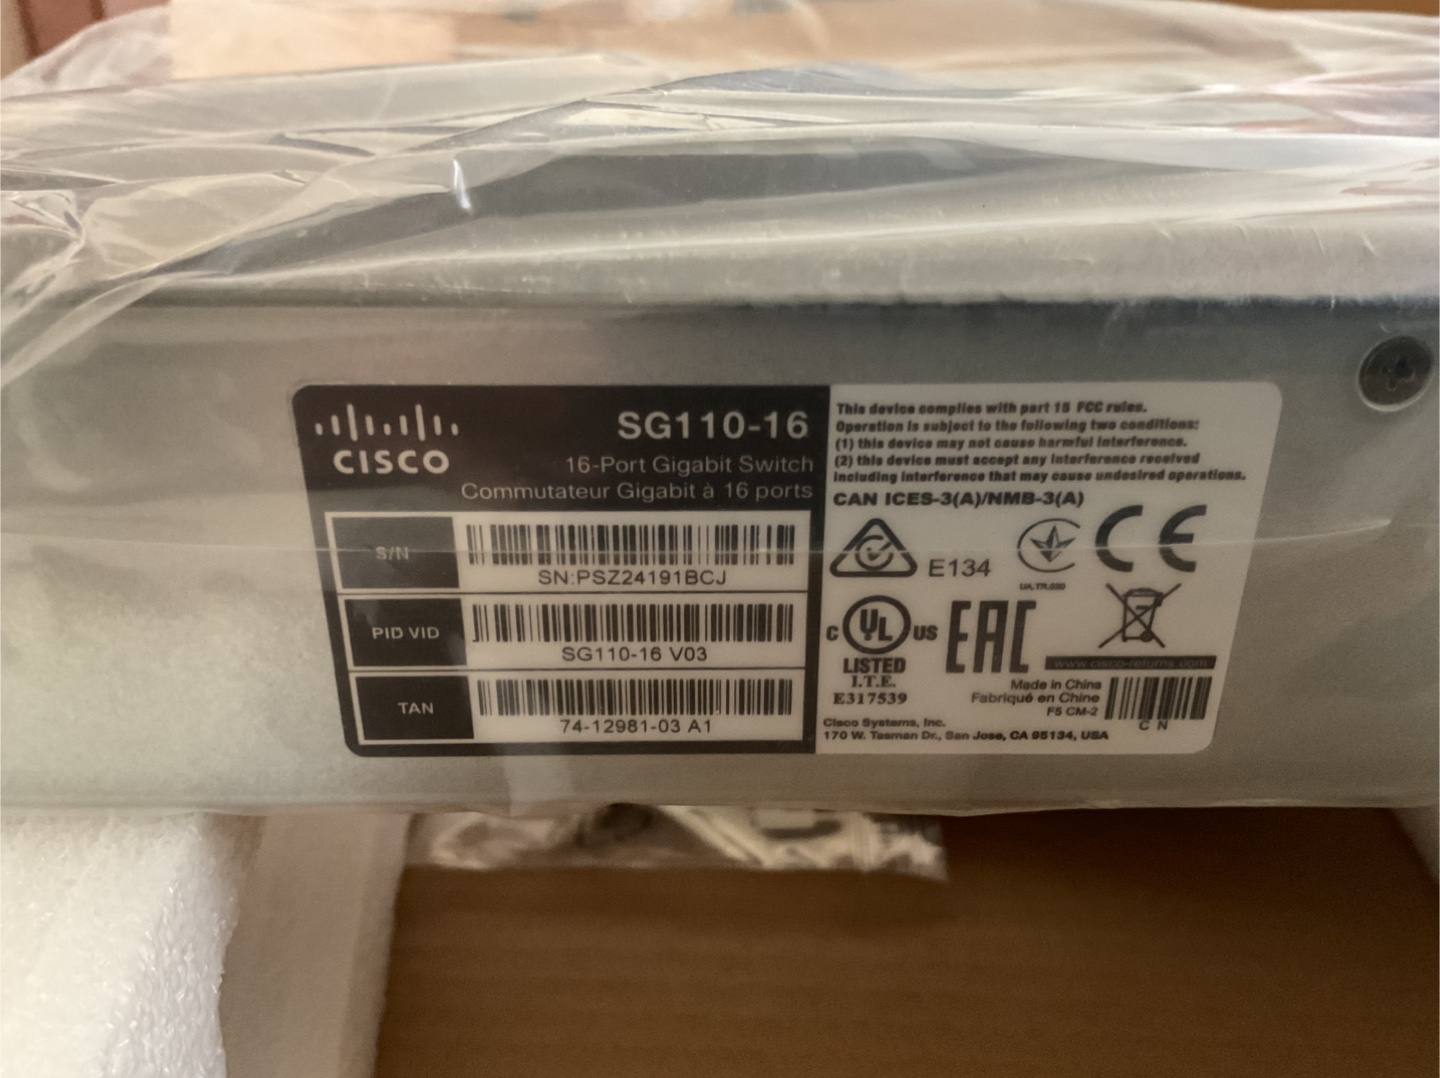 CISCO
SG110-16
16-Port Gigabit Switch
Commutateur Gigabit à 16 ports
S/N
SN:PSZ24191BCJ
PID VID
SG110-16 V03
TAN
74-12981-03 A1
This device complies with part 15 FCC rules.
Operation is subject to the following two conditions:
(1) this device may not cause harmful interference.
(2) this device must accept any interference received
including interference that may cause undesired operations.
CAN ICES-3(A)/NMB-3(A)
E134
UA.TR.030
CE
C UL US
LISTED
I.T.E.
E317539
EAC
www.cisco-returns.com
Made in China
Fabriqué en Chine
F5 CM-2
CN
Cisco Systems, Inc.
170 W. Tasman Dr., San Jose, CA 95134, USA